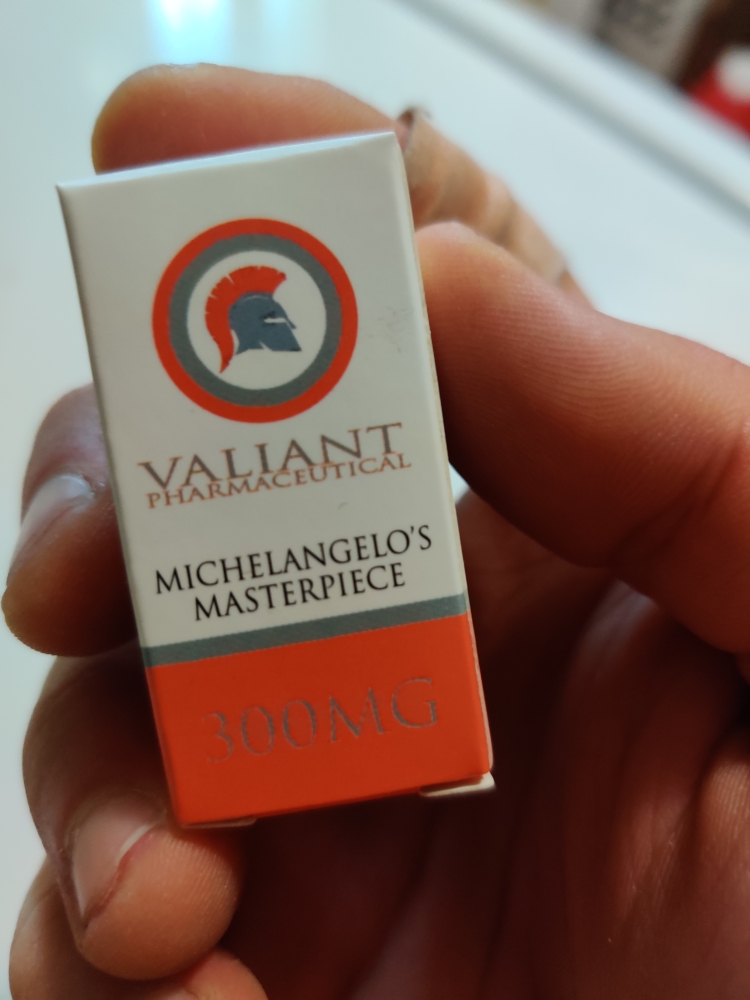 VALIANT
PHARMACEUTICAL
MICHELANGELO'S
MASTERPIECE
300MG